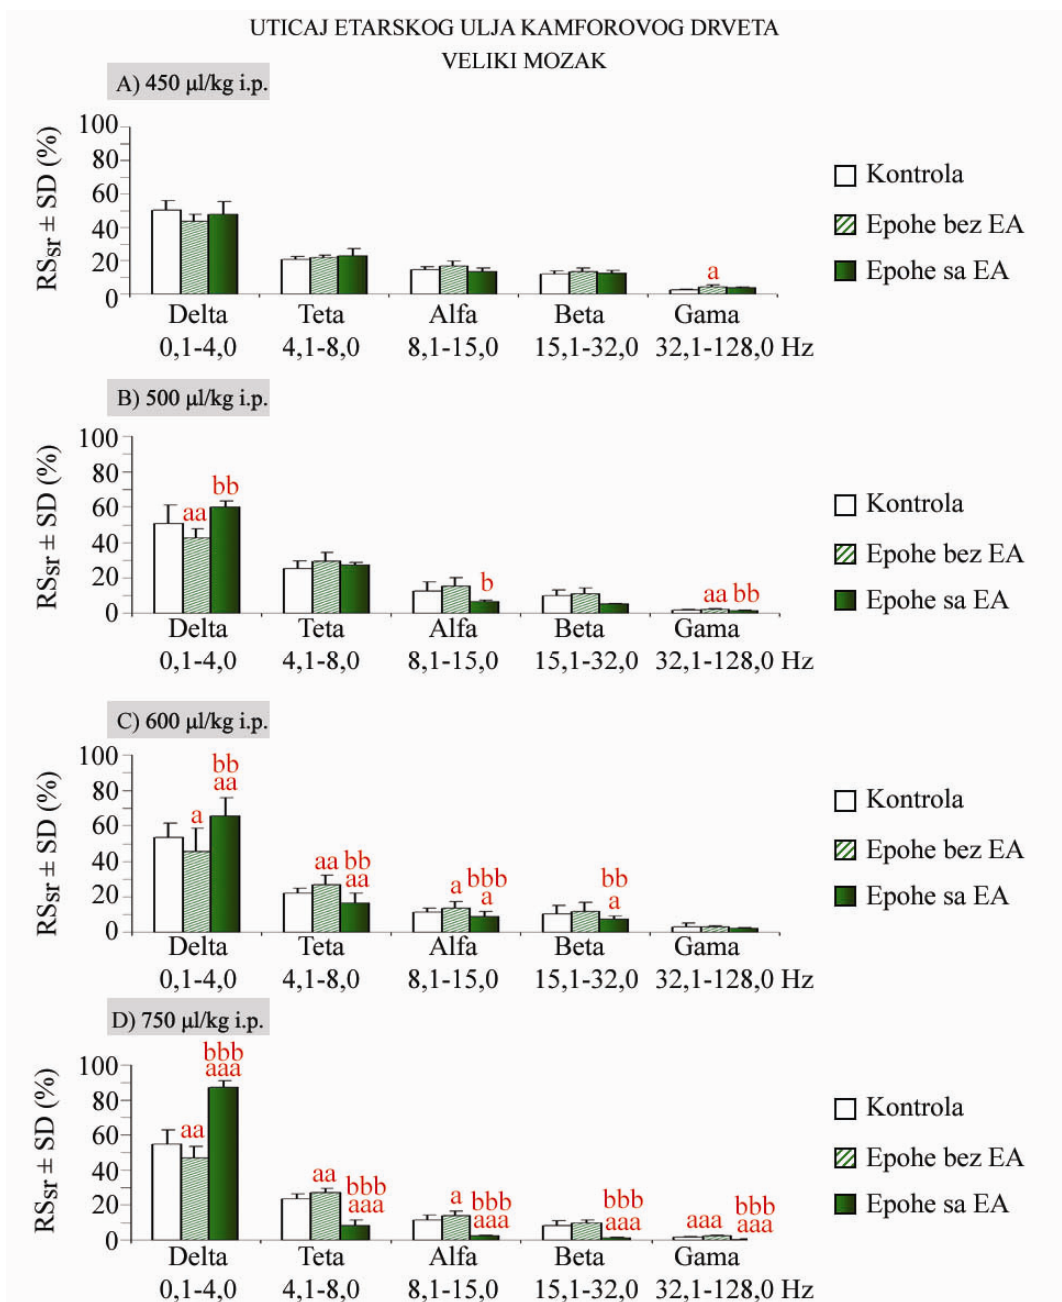 UTICAJ ETARSKOG ULJA KAMFOROVOG DRVETA
VELIKI MOZAK
A) 450 μl/kg i.p.
RSsr ± SD (%)
100
80
60
40
20
0
a
Delta Teta Alfa Beta Gama
0,1-4,0 4,1-8,0 8,1-15,0 15,1-32,0 32,1-128,0 Hz
Kontrola
Epohe bez EA
Epohe sa EA
B) 500 μl/kg i.p.
RSsr ± SD (%)
100
80
60
40
20
0
aa bb b aa bb
Delta Teta Alfa Beta Gama
0,1-4,0 4,1-8,0 8,1-15,0 15,1-32,0 32,1-128,0 Hz
Kontrola
Epohe bez EA
Epohe sa EA
C) 600 μl/kg i.p.
RSsr ± SD (%)
100
80
60
40
20
0
bb
a aa
aa bb
aa
a bbb
a
bb
a
Delta Teta Alfa Beta Gama
0,1-4,0 4,1-8,0 8,1-15,0 15,1-32,0 32,1-128,0 Hz
Kontrola
Epohe bez EA
Epohe sa EA
D) 750 μl/kg i.p.
RSsr ± SD (%)
100
80
60
40
20
0
bbb
aaa
aa
aa bbb
aaa
a bbb
aaa
bbb
aaa
aaa bbb
aaa
Delta Teta Alfa Beta Gama
0,1-4,0 4,1-8,0 8,1-15,0 15,1-32,0 32,1-128,0 Hz
Kontrola
Epohe bez EA
Epohe sa EA